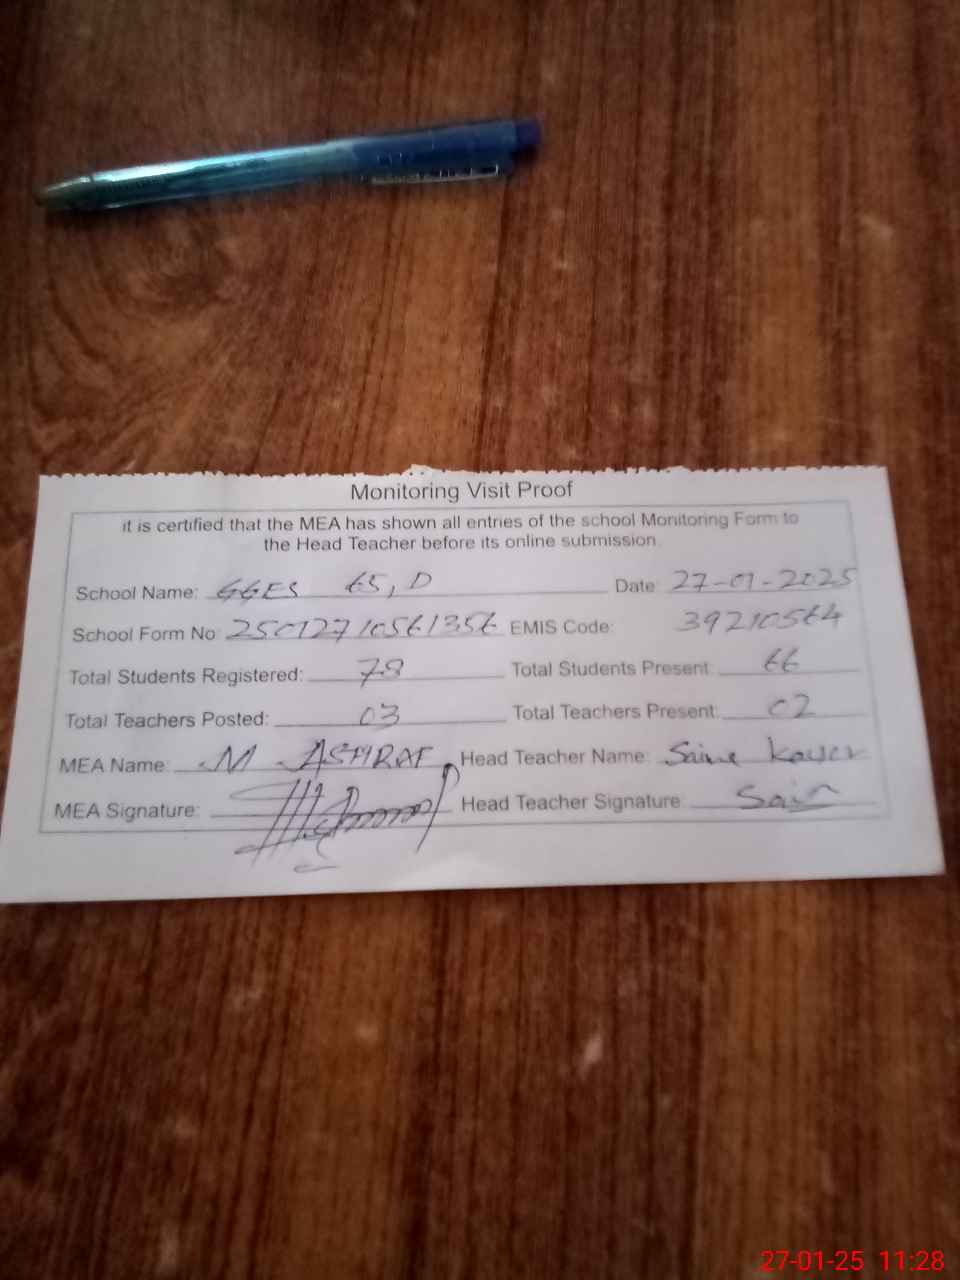 Monitoring Visit Proof
it is certified that the MEA has shown all entries of the school Monitoring Form to
the Head Teacher before its online submission.
School Name: GGES 65, D Date: 27-01-2025
School Form No: 25012710561356 EMIS Code: 39210564
Total Students Registered: 78 Total Students Present: 66
Total Teachers Posted: 03 Total Teachers Present: 02
MEA Name: M. ASHRAF Head Teacher Name: Saima
MEA Signature: Head Teacher Signature:
27-01-25 11:28